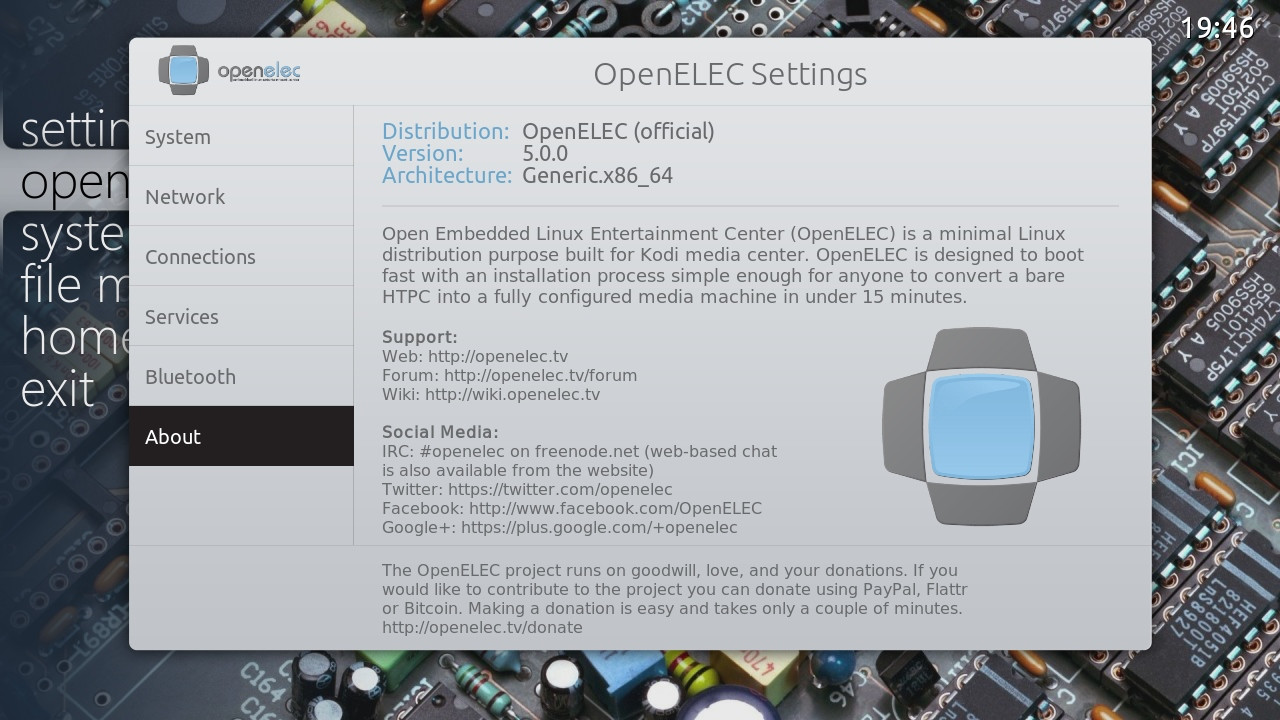 19:46
openelec
OpenELEC Settings
settin
open
syste
file m
home
exit
System
Network
Connections
Services
Bluetooth
About
Distribution: OpenELEC (official)
Version: 5.0.0
Architecture: Generic.x86_64
Open Embedded Linux Entertainment Center (OpenELEC) is a minimal Linux
distribution purpose built for Kodi media center. OpenELEC is designed to boot
fast with an installation process simple enough for anyone to convert a bare
HTPC into a fully configured media machine in under 15 minutes.
Support:
Web: http://openelec.tv
Forum: http://openelec.tv/forum
Wiki: http://wiki.openelec.tv
Social Media:
IRC: #openelec on freenode.net (web-based chat
is also available from the website)
Twitter: https://twitter.com/openelec
Facebook: http://www.facebook.com/OpenELEC
Google+: https://plus.google.com/+openelec
The OpenELEC project runs on goodwill, love, and your donations. If you
would like to contribute to the project you can donate using PayPal, Flattr
or Bitcoin. Making a donation is easy and takes only a couple of minutes.
http://openelec.tv/donate
C74HCT1597P
HSS9005
C74HCT1175P
HSS9005
IC1
C164
C46